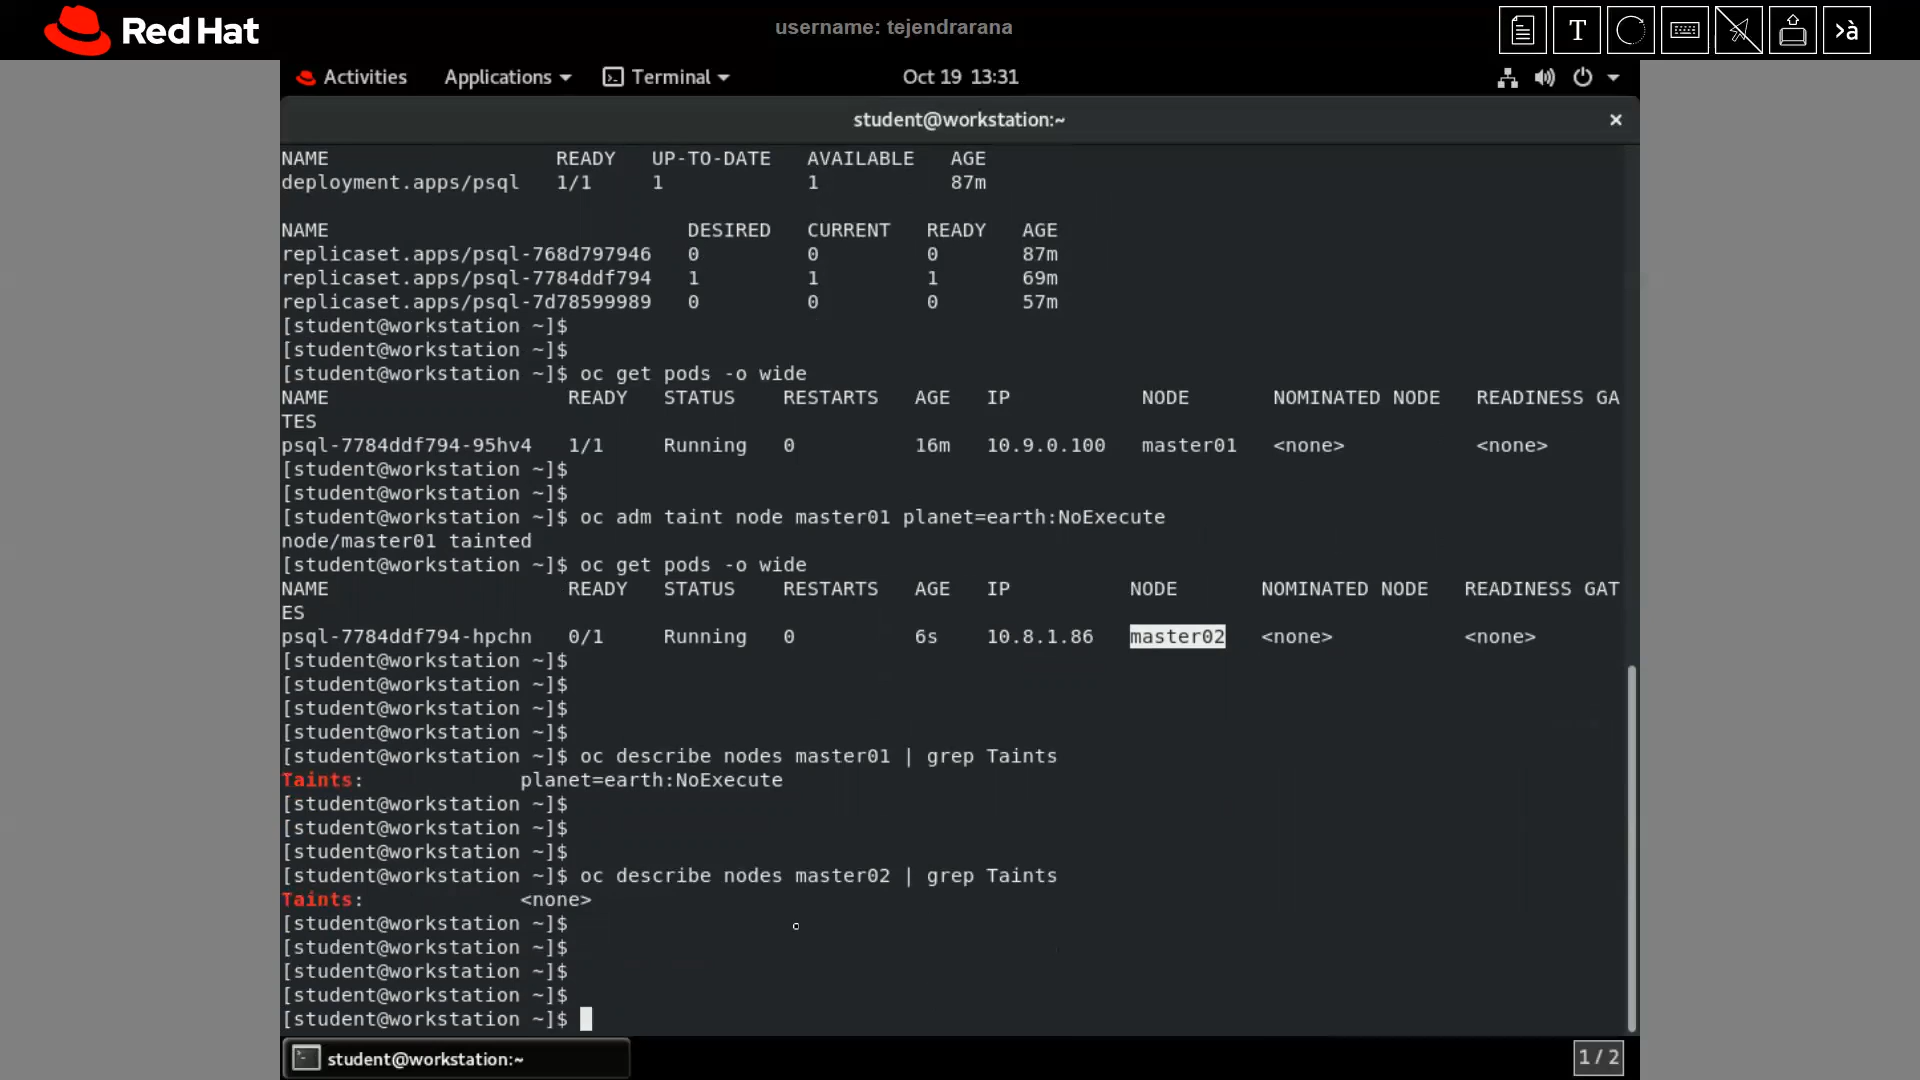 Red Hat
username: tejendrarana
T
>à
Activities Applications Terminal Oct 19 13:31
student@workstation:~ ×
NAME READY UP-TO-DATE AVAILABLE AGE
deployment.apps/psql 1/1 1 1 87m
NAME DESIRED CURRENT READY AGE
replicaset.apps/psql-768d797946 0 0 0 87m
replicaset.apps/psql-7784ddf794 1 1 1 69m
replicaset.apps/psql-7d78599989 0 0 0 57m
[student@workstation ~]$
[student@workstation ~]$
[student@workstation ~]$ oc get pods -o wide
NAME READY STATUS RESTARTS AGE IP NODE NOMINATED NODE READINESS GA
TES
psql-7784ddf794-95hv4 1/1 Running 0 16m 10.9.0.100 master01 <none> <none>
[student@workstation ~]$
[student@workstation ~]$
[student@workstation ~]$ oc adm taint node master01 planet=earth:NoExecute
node/master01 tainted
[student@workstation ~]$ oc get pods -o wide
NAME READY STATUS RESTARTS AGE IP NODE NOMINATED NODE READINESS GAT
ES
psql-7784ddf794-hpchn 0/1 Running 0 6s 10.8.1.86 master02 <none> <none>
[student@workstation ~]$
[student@workstation ~]$
[student@workstation ~]$
[student@workstation ~]$
[student@workstation ~]$ oc describe nodes master01 | grep Taints
Taints: planet=earth:NoExecute
[student@workstation ~]$
[student@workstation ~]$
[student@workstation ~]$
[student@workstation ~]$ oc describe nodes master02 | grep Taints
Taints: <none>
[student@workstation ~]$
[student@workstation ~]$
[student@workstation ~]$
[student@workstation ~]$
[student@workstation ~]$
student@workstation:~ 1 / 2